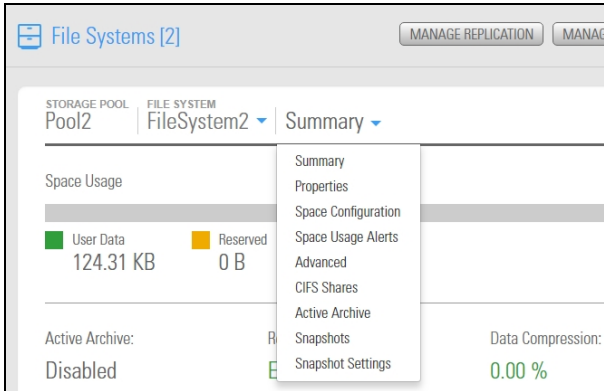 File Systems [2]
MANAGE REPLICATION
STORAGE POOL
FILE SYSTEM
Pool2
FileSystem2
Summary
Summary
Properties
Space Configuration
Space Usage Alerts
Advanced
CIFS Shares
Active Archive
Snapshots
Snapshot Settings
Space Usage
User Data
124.31 KB
Reserved
0 B
Active Archive:
Disabled
Data Compression:
0.00 %